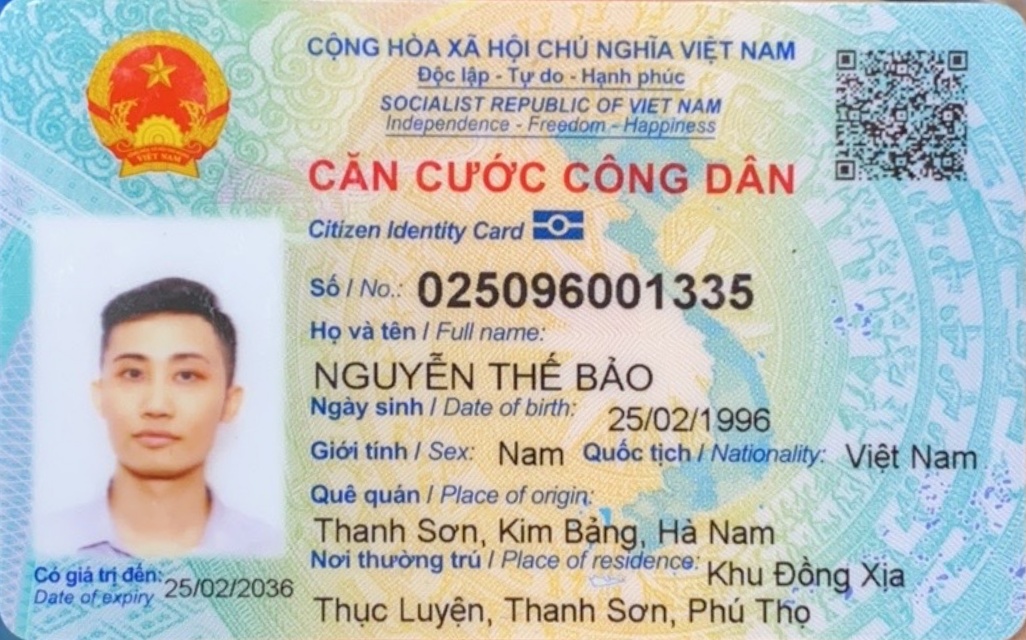 CỘNG HÒA XÃ HỘI CHỦ NGHĨA VIỆT NAM
Độc lập - Tự do - Hạnh phúc
SOCIALIST REPUBLIC OF VIET NAM
Independence - Freedom - Happiness
CĂN CƯỚC CÔNG DÂN
Citizen Identity Card
VIỆT NAM
Số / No.: 025096001335
Họ và tên / Full name:
NGUYỄN THẾ BẢO
Ngày sinh / Date of birth: 25/02/1996
Giới tính / Sex: Nam Quốc tịch / Nationality: Việt Nam
Quê quán / Place of origin:
Thanh Sơn, Kim Bảng, Hà Nam
Nơi thường trú / Place of residence: Khu Đồng Xịa
Thục Luyện, Thanh Sơn, Phú Thọ
Có giá trị đến: 25/02/2036
Date of expiry